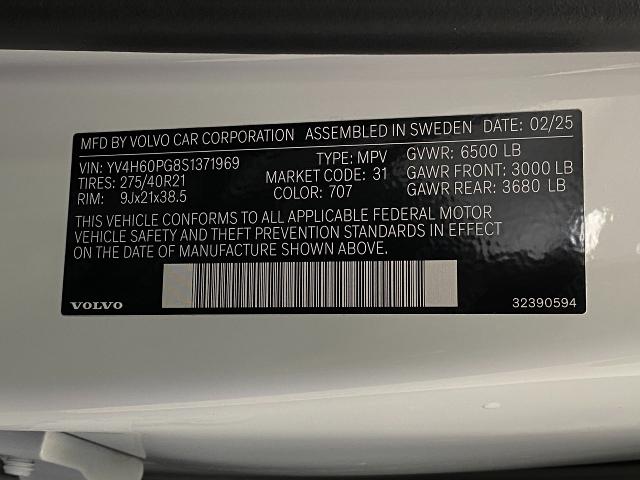 MFD BY VOLVO CAR CORPORATION ASSEMBLED IN SWEDEN DATE: 02/25
VIN: YV4H60PG8S1371969 TYPE: MPV GVWR: 6500 LB
TIRES: 275/40R21 MARKET CODE: 31 GAWR FRONT: 3000 LB
RIM: 9Jx21x38.5 COLOR: 707 GAWR REAR: 3680 LB
THIS VEHICLE CONFORMS TO ALL APPLICABLE FEDERAL MOTOR
VEHICLE SAFETY AND THEFT PREVENTION STANDARDS IN EFFECT
ON THE DATE OF MANUFACTURE SHOWN ABOVE.
VOLVO 32390594